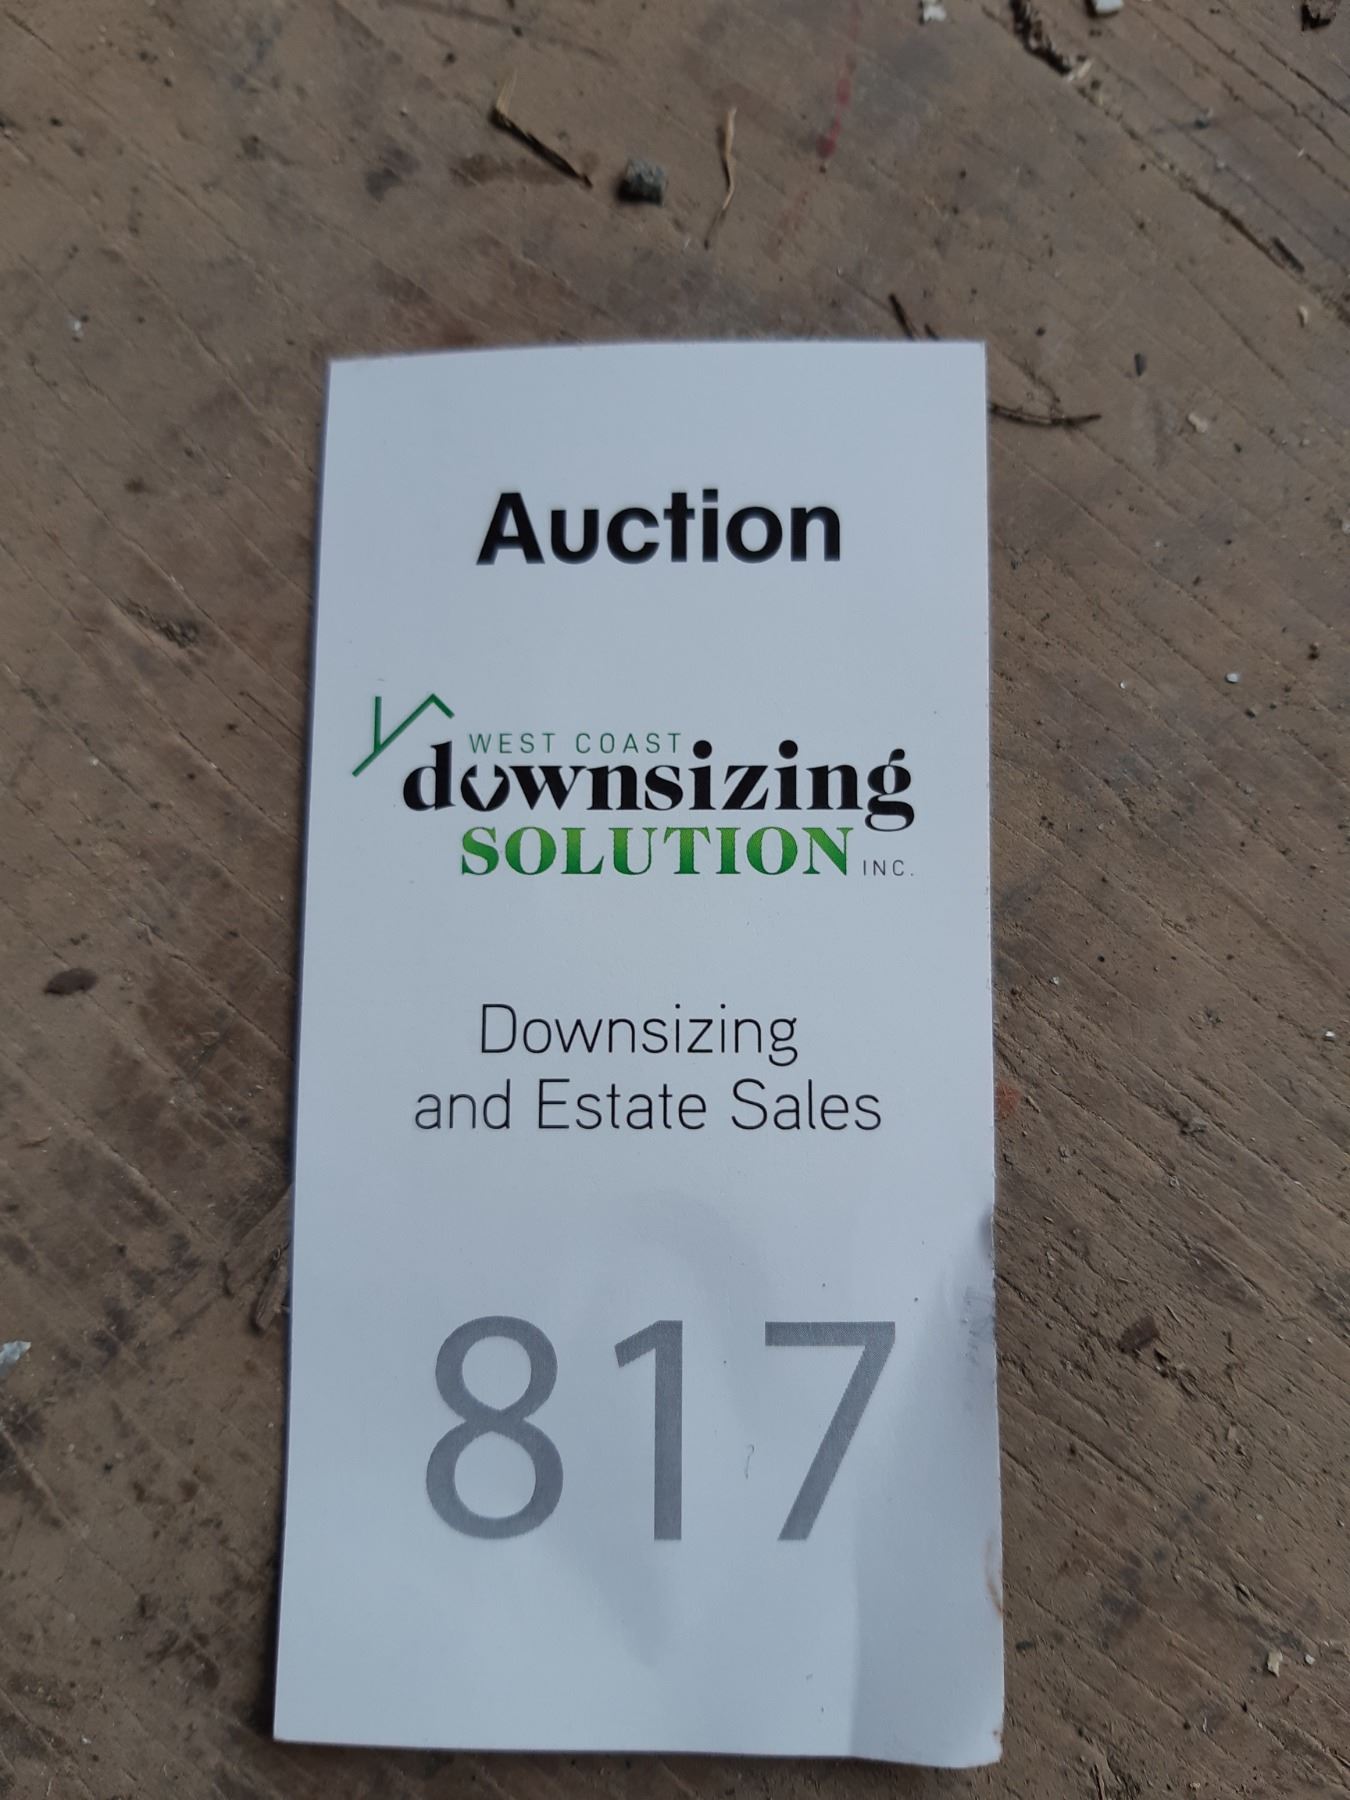 Auction
WEST COAST
downsizing
SOLUTION INC.
Downsizing
and Estate Sales
817